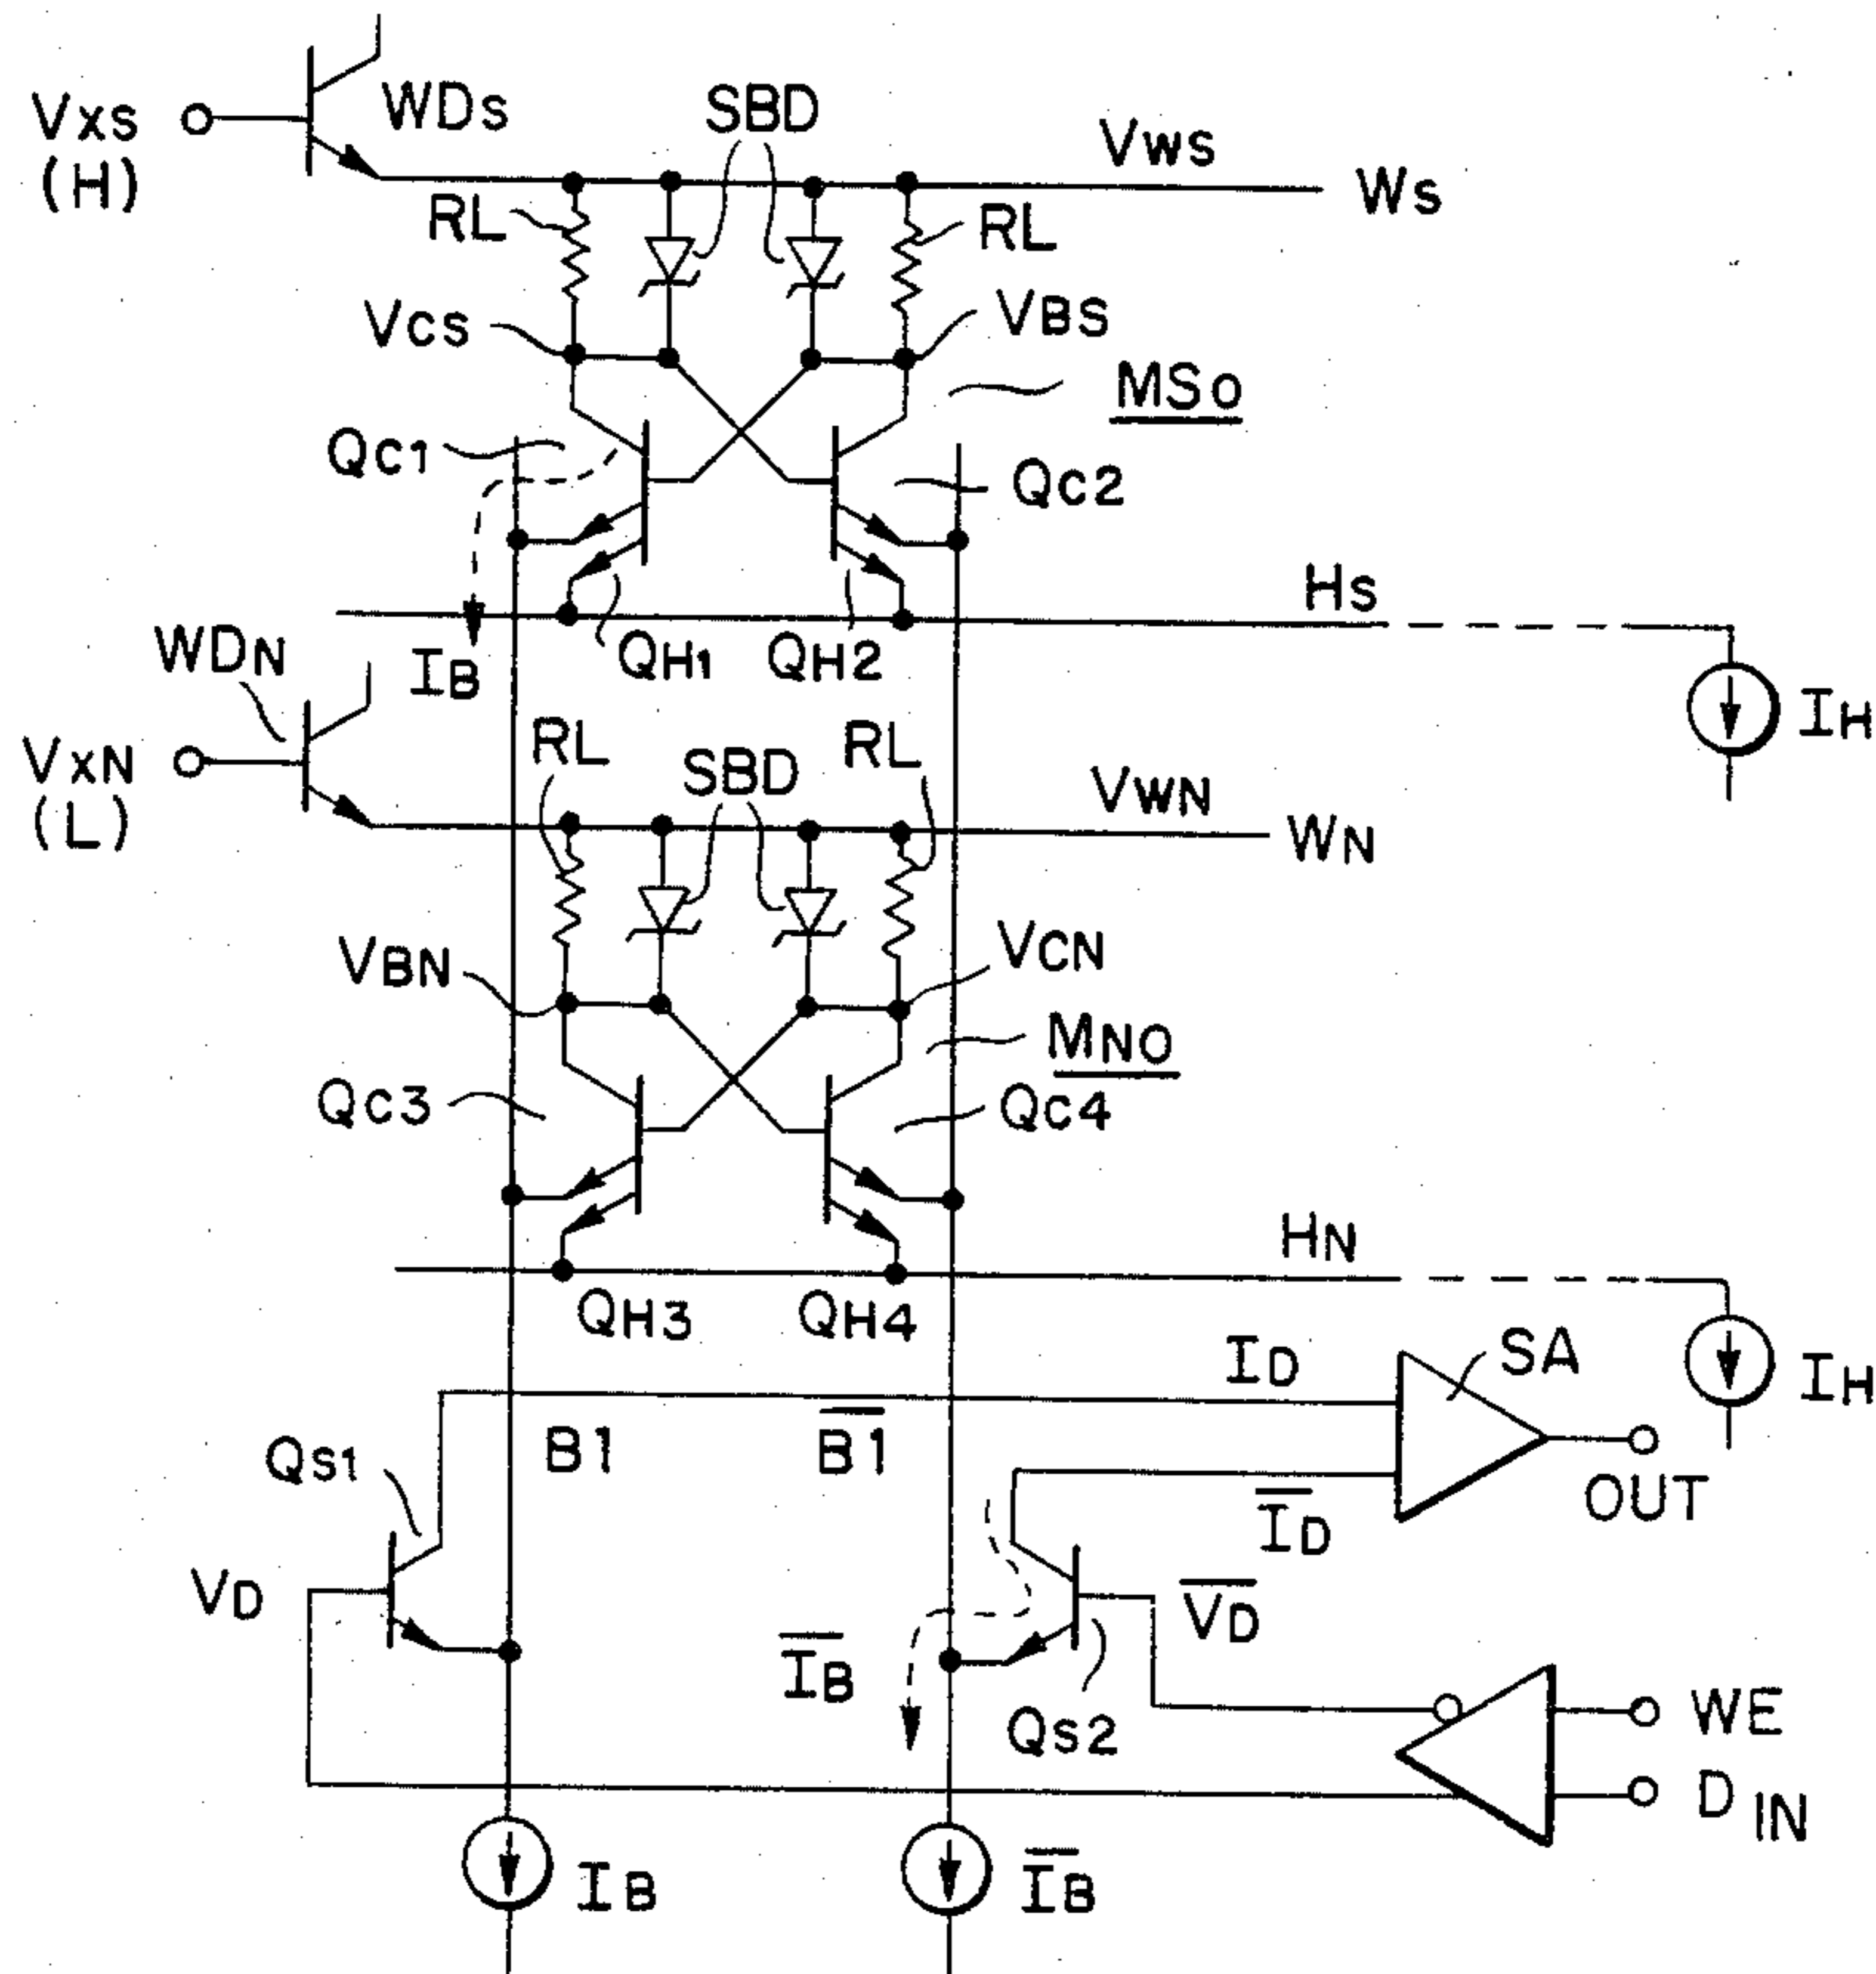 VXS
(H)
WDS
SBD
VWS
WS
RL
RL
VCS
VBS
MS0
QC1
QC2
HS
WDN
IB
QH1
QH2
IH
VXN
(L)
RL
SBD
RL
VWN
WN
VBN
VCN
MN0
QC3
QC4
HN
QH3
QH4
ID
SA
IH
QS1
B1
B1
OUT
ID
VD
VD
IB
QS2
WE
DIN
IB
IB